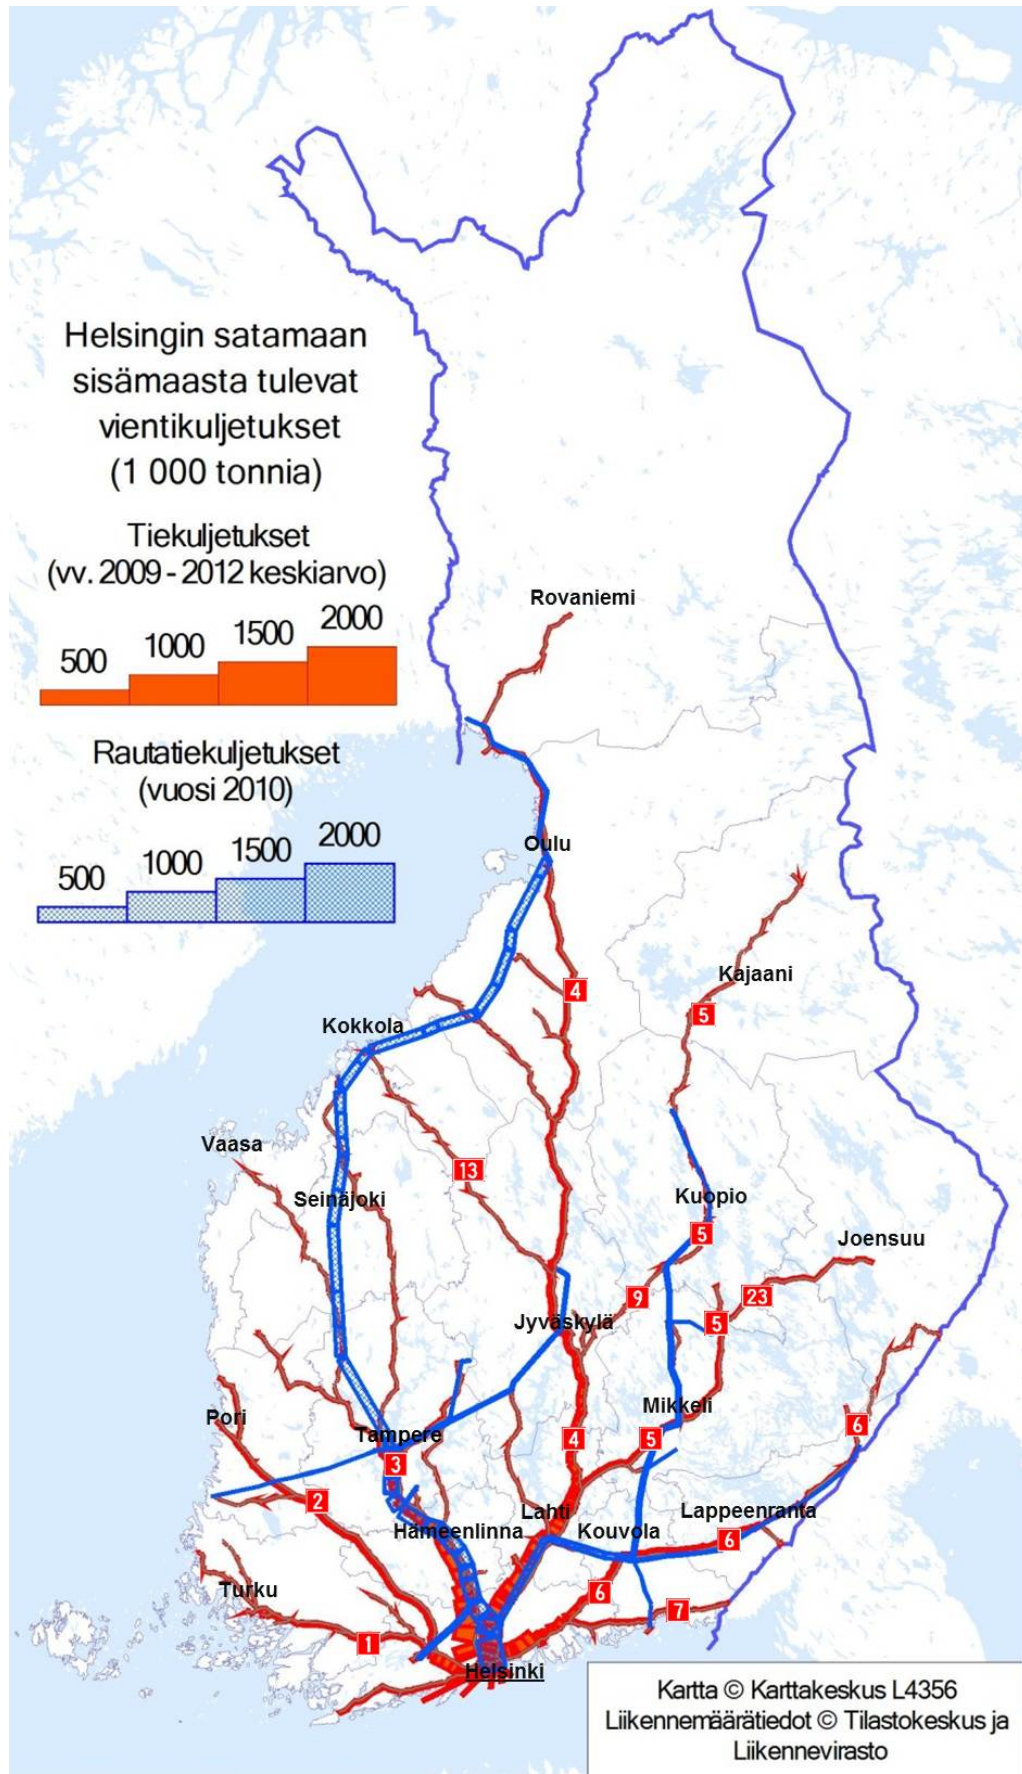 Helsingin satamaan
sisämaasta tulevat
vientikuljetukset
(1 000 tonnia)
Tiekuljetukset
(vv. 2009 - 2012 keskiarvo)
500
1000
1500
2000
Rautatiekuljetukset
(vuosi 2010)
500
1000
1500
2000
Rovaniemi
Oulu
Kajaani
4
5
Kokkola
Vaasa
13
Seinäjoki
Kuopio
5
Joensuu
9
23
Jyväskylä
5
Mikkeli
Pori
Tampere
4
5
6
3
2
Hämeenlinna
Lahti
Kouvola
Lappeenranta
6
Turku
6
7
1
Helsinki
Kartta © Karttakeskus L4356
Liikennemäärätiedot © Tilastokeskus ja
Liikennevirasto